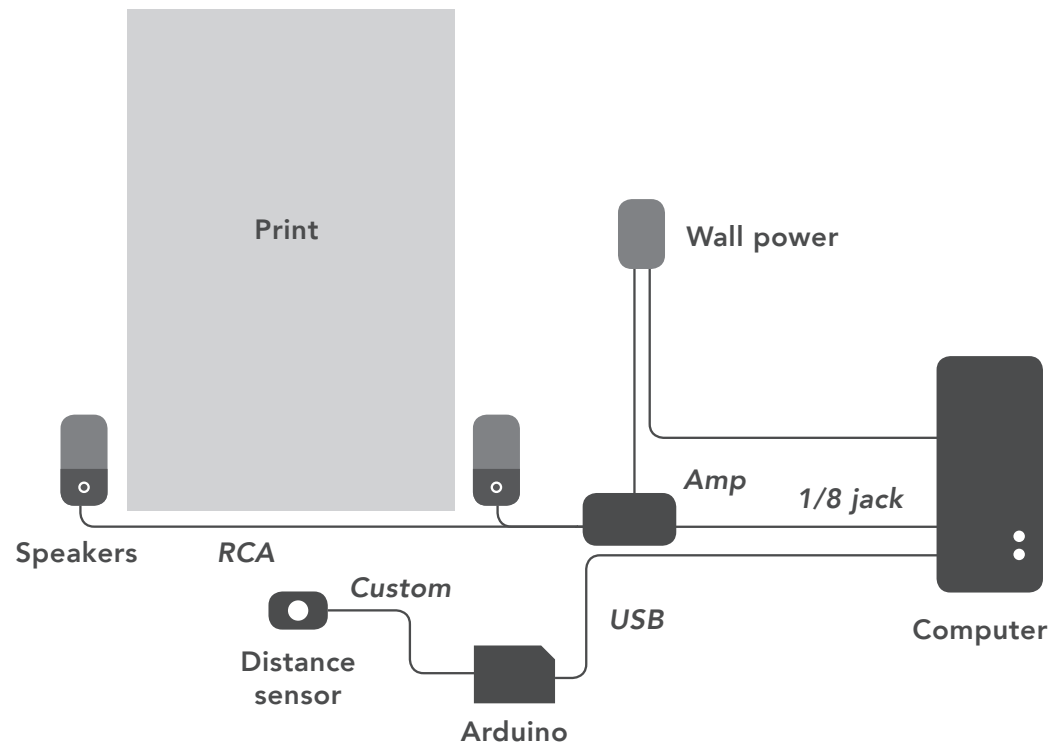 Print
Wall power
Amp
1/8 jack
Speakers
RCA
Custom
USB
Computer
Distance
sensor
Arduino